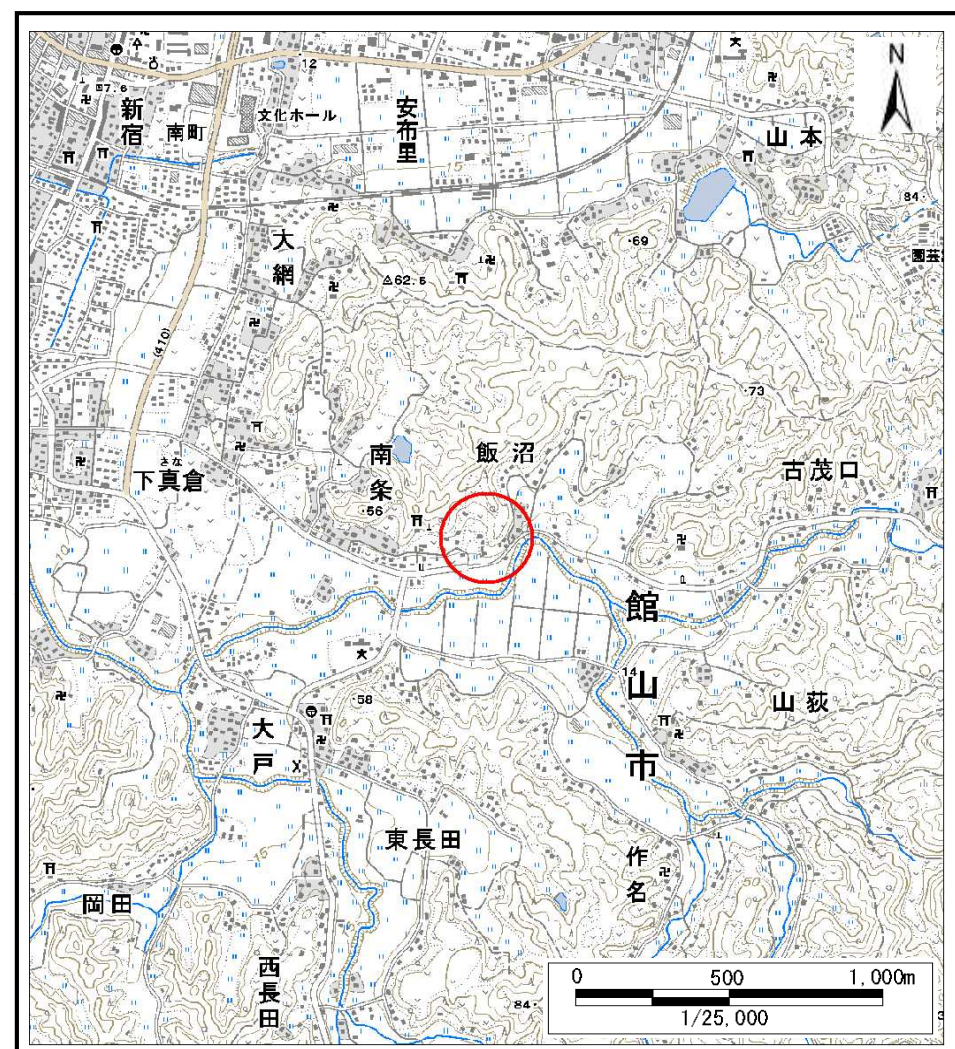 N
12
7.6
新宿
南町
文化ホール
安布里
山本
84
園芸
大網
69
62.5
(410)
73
さな
下真倉
南条
飯沼
古茂口
56
館山市
14
山荻
58
大戸
東長田
作名
岡田
西長田
84
0 500 1,000m
1/25,000